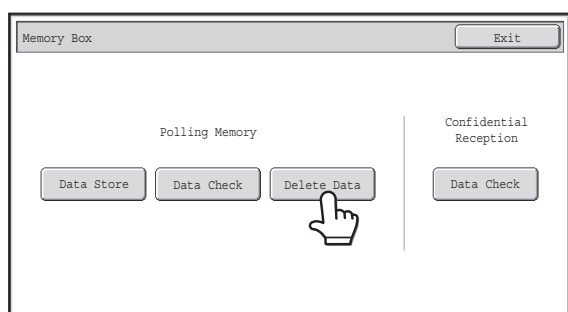 Memory Box
Exit
Polling Memory
Confidential
Reception
Data Store
Data Check
Delete Data
Data Check